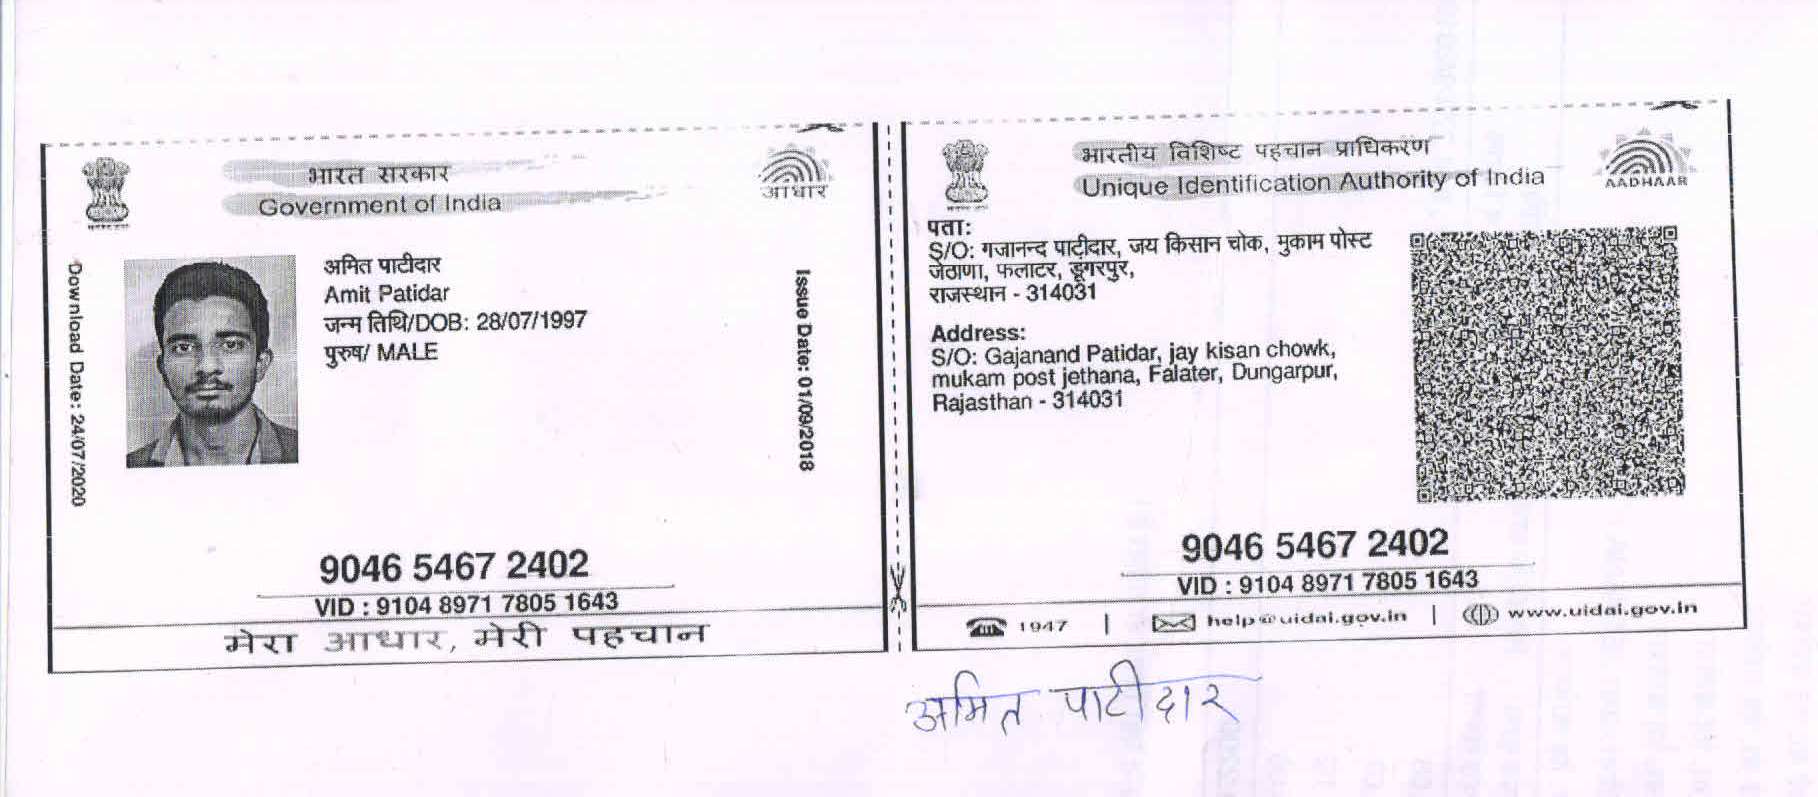 भारत सरकार
Government of India
आधार
Download Date: 24/07/2020
अमित पाटीदार
Amit Patidar
जन्म तिथि/DOB: 28/07/1997
पुरुष/ MALE
Issue Date: 01/09/2018
9046 5467 2402
VID : 9104 8971 7805 1643
मेरा आधार, मेरी पहचान
भारतीय विशिष्ट पहचान प्राधिकरण
Unique Identification Authority of India
AADHAAR
पता:
S/O: गजानन्द पाटीदार, जय किसान चोक, मुकाम पोस्ट
जेठाणा, फलाटर, डूंगरपुर,
राजस्थान - 314031
Address:
S/O: Gajanand Patidar, jay kisan chowk,
mukam post jethana, Falater, Dungarpur,
Rajasthan - 314031
9046 5467 2402
VID : 9104 8971 7805 1643
1947 | help@uidai.gov.in | www.uidai.gov.in
अमित पाटीदार